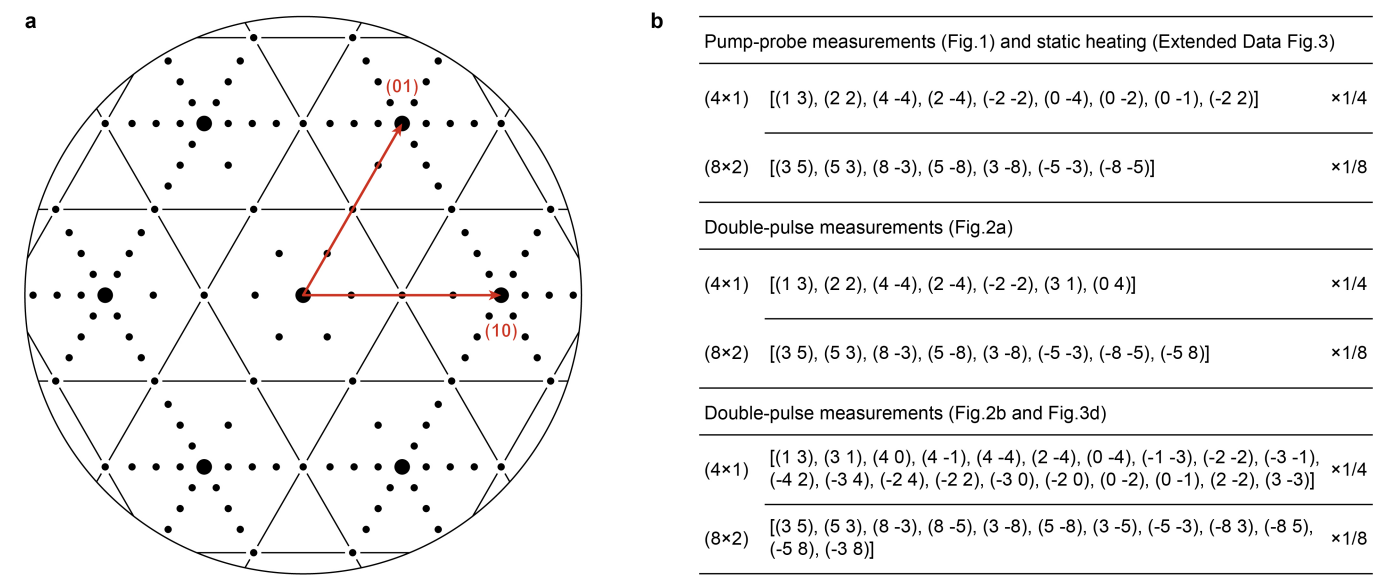 a
(01)
(10)
b
Pump-probe measurements (Fig.1) and static heating (Extended Data Fig.3)
(4×1) [(1 3), (2 2), (4 -4), (2 -4), (-2 -2), (0 -4), (0 -2), (0 -1), (-2 2)] ×1/4
(8×2) [(3 5), (5 3), (8 -3), (5 -8), (3 -8), (-5 -3), (-8 -5)] ×1/8
Double-pulse measurements (Fig.2a)
(4×1) [(1 3), (2 2), (4 -4), (2 -4), (-2 -2), (3 1), (0 4)] ×1/4
(8×2) [(3 5), (5 3), (8 -3), (5 -8), (3 -8), (-5 -3), (-8 -5), (-5 8)] ×1/8
Double-pulse measurements (Fig.2b and Fig.3d)
(4×1) [(1 3), (3 1), (4 0), (4 -1), (4 -4), (2 -4), (0 -4), (-1 -3), (-2 -2), (-3 -1), ×1/4
(-4 2), (-3 4), (-2 4), (-2 2), (-3 0), (-2 0), (0 -2), (0 -1), (2 -2), (3 -3)]
(8×2) [(3 5), (5 3), (8 -3), (8 -5), (3 -8), (5 -8), (3 -5), (-5 -3), (-8 3), (-8 5), ×1/8
(-5 8), (-3 8)]